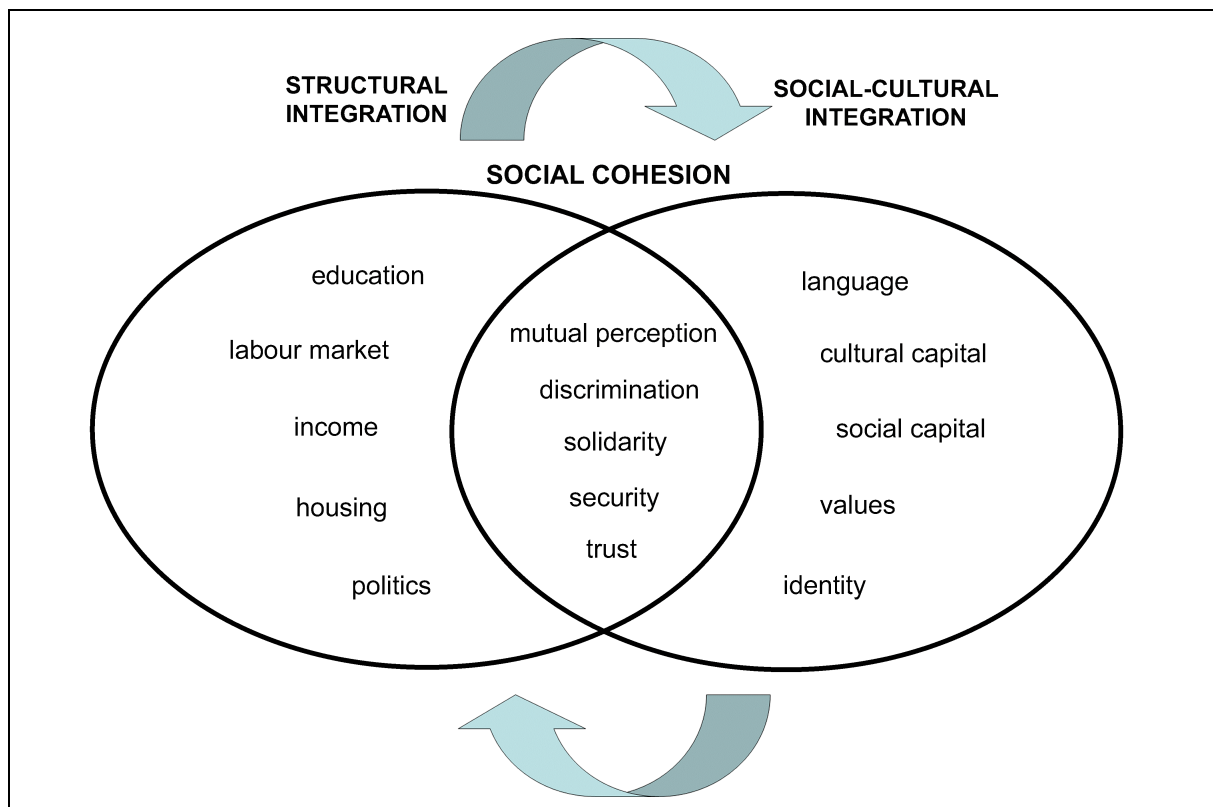 STRUCTURAL
INTEGRATION
SOCIAL-CULTURAL
INTEGRATION
SOCIAL COHESION
education
labour market
income
housing
politics
mutual perception
discrimination
solidarity
security
trust
language
cultural capital
social capital
values
identity